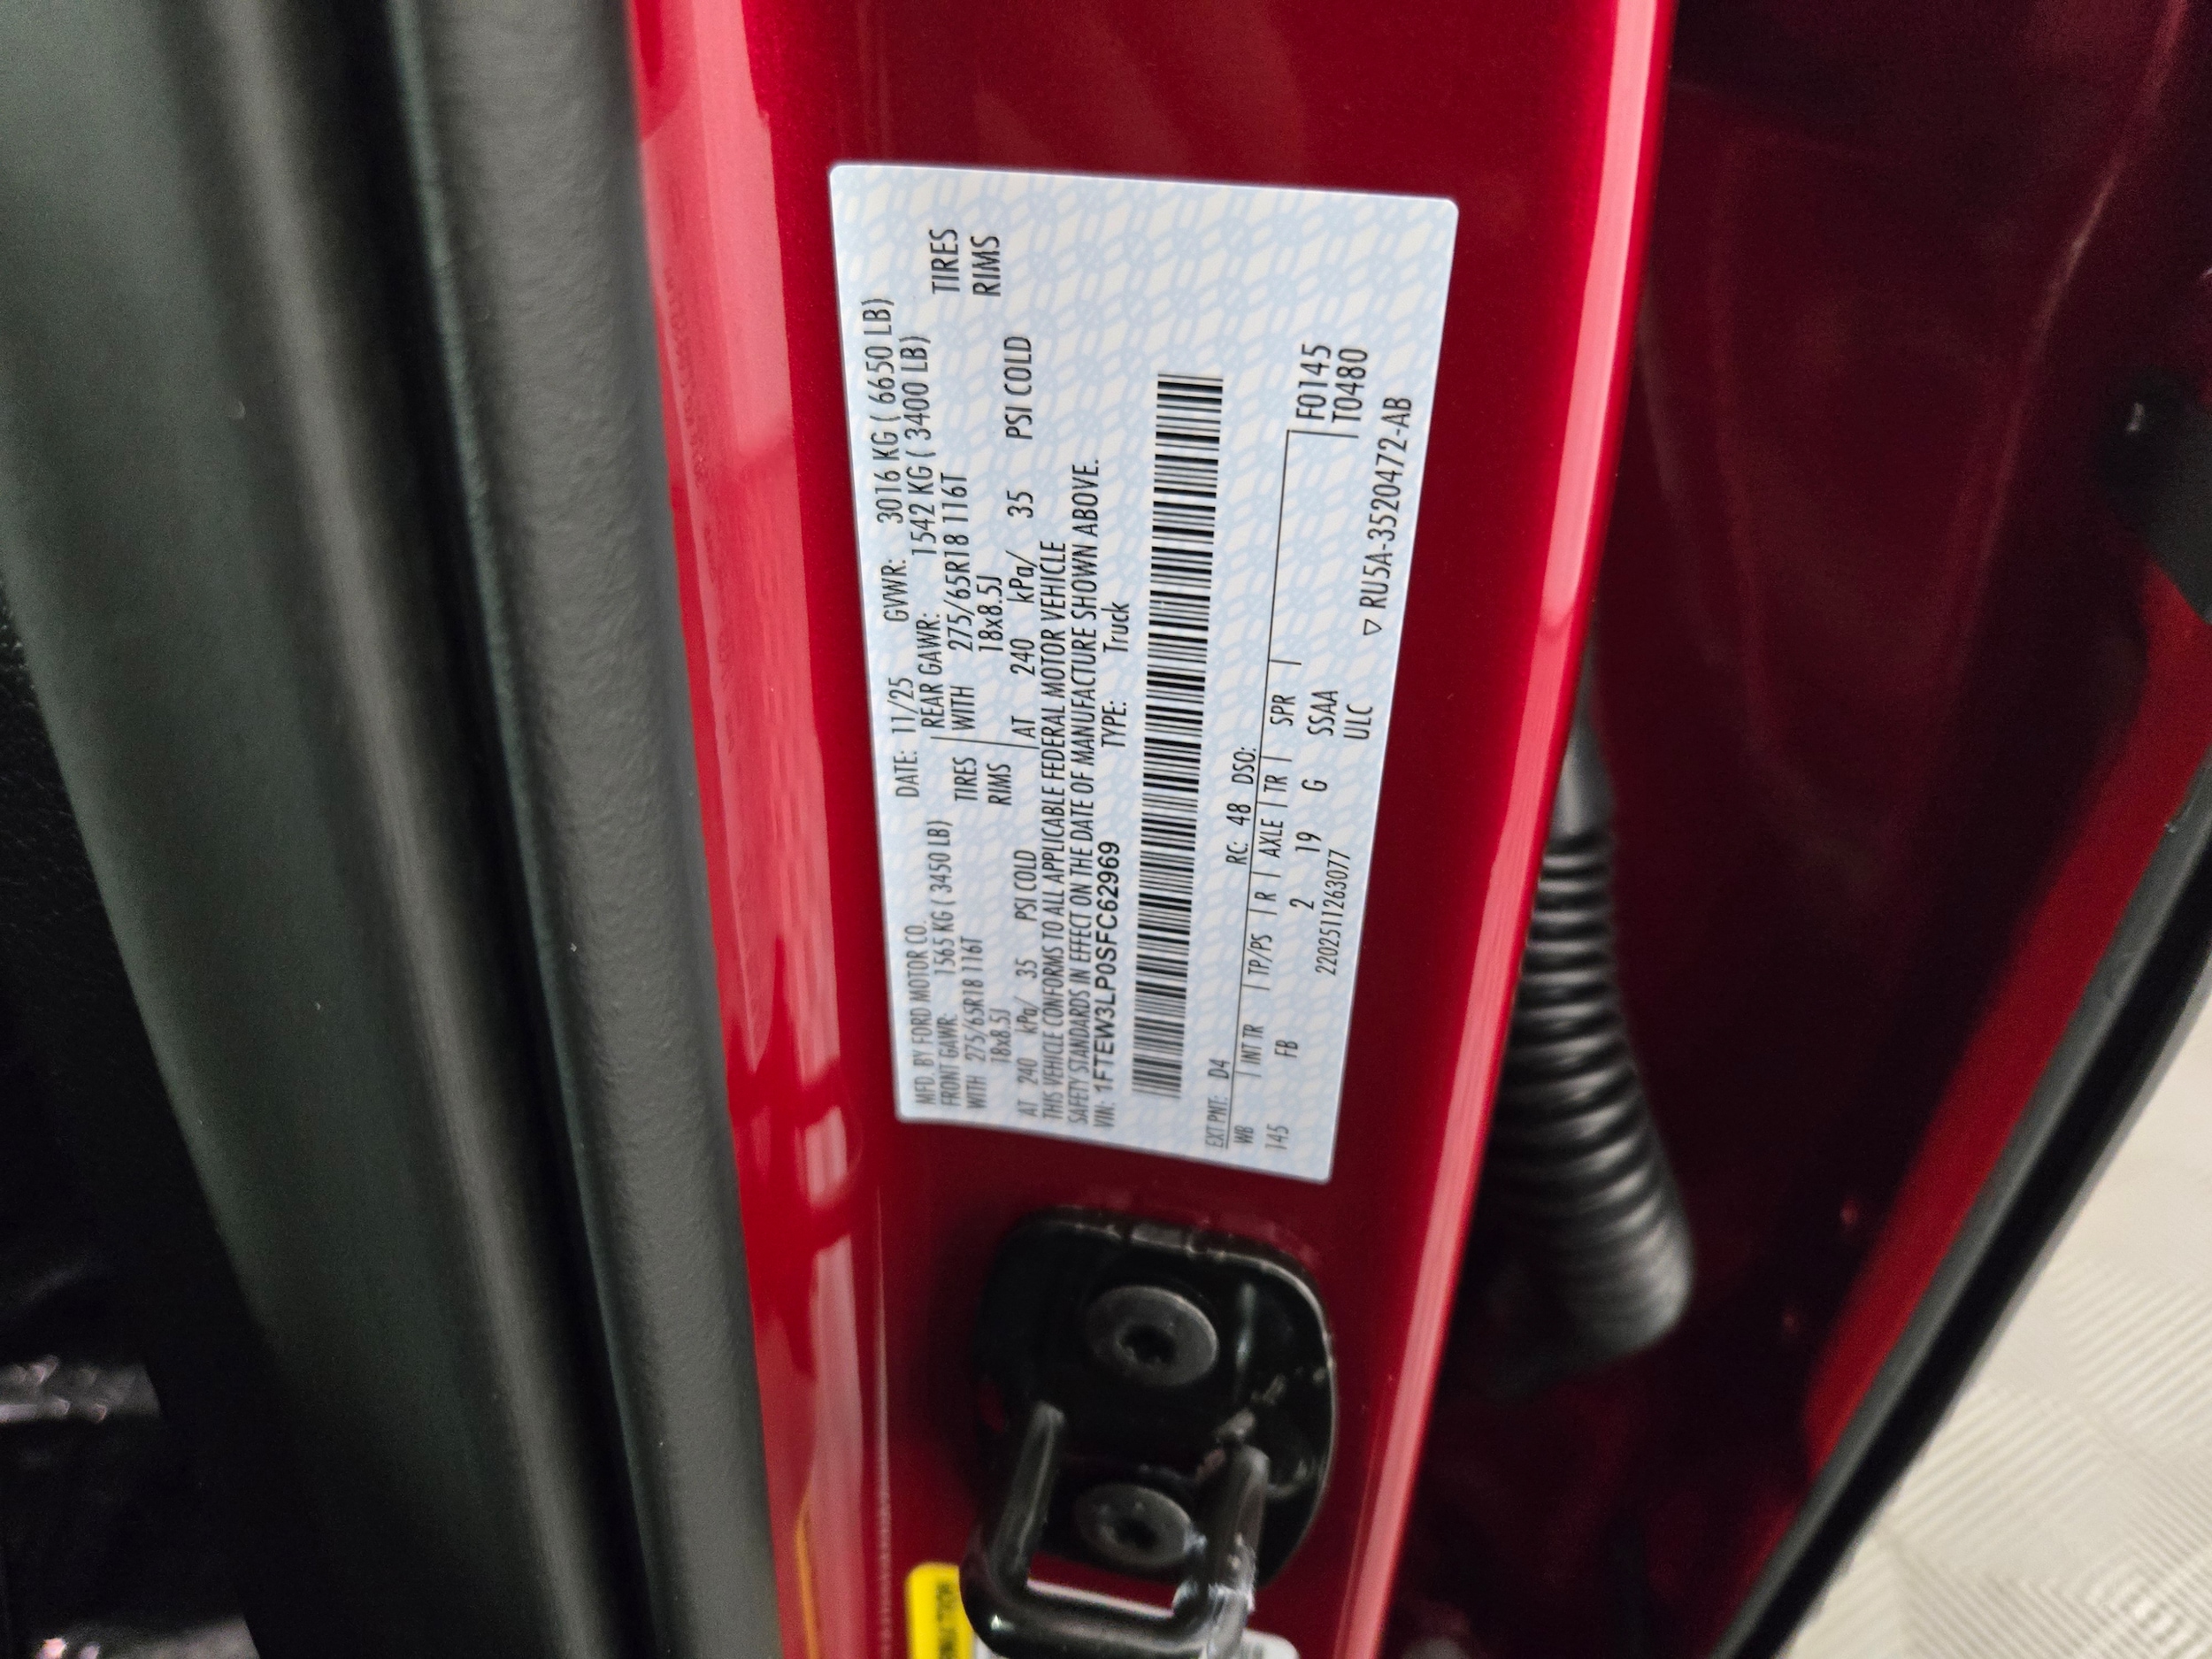 MFD. BY FORD MOTOR CO. DATE: 11/25 GVWR: 3016 KG ( 6650 LB)
FRONT GAWR: 1565 KG ( 3450 LB) REAR GAWR: 1542 KG ( 3400 LB)
WITH 275/65R18 116T TIRES WITH 275/65R18 116T TIRES
18x8.5J RIMS 18x8.5J RIMS
AT 240 kPa/ 35 PSI COLD AT 240 kPa/ 35 PSI COLD
THIS VEHICLE CONFORMS TO ALL APPLICABLE FEDERAL MOTOR VEHICLE
SAFETY STANDARDS IN EFFECT ON THE DATE OF MANUFACTURE SHOWN ABOVE.
VIN: 1FTEW3LP0SFC62969 TYPE: Truck
EXT PNT: D4 RC: 48 DSO:
WB INT TR TP/PS R AXLE TR SPR F0145
145 FB 2 19 G SSAA T0480
2202511263077 ULC
▽ RU5A-3520472-AB